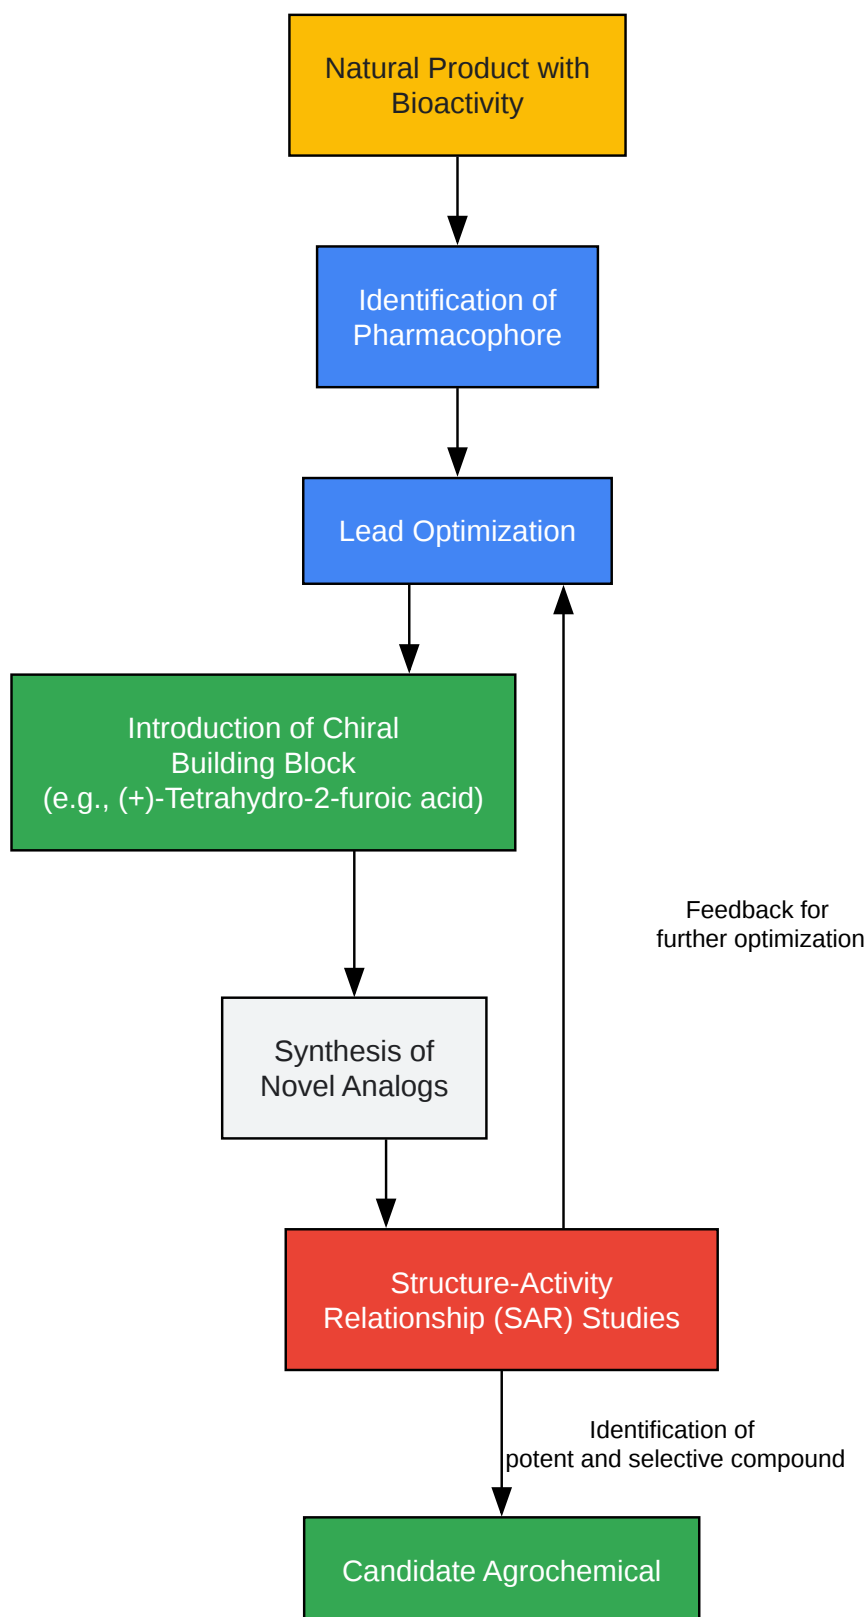 Natural Product with
Bioactivity
Identification of
Pharmacophore
Lead Optimization
Introduction of Chiral
Building Block
(e.g., (+)-Tetrahydro-2-furoic acid)
Feedback for
further optimization
Synthesis of
Novel Analogs
Structure-Activity
Relationship (SAR) Studies
Identification of
potent and selective compound
Candidate Agrochemical